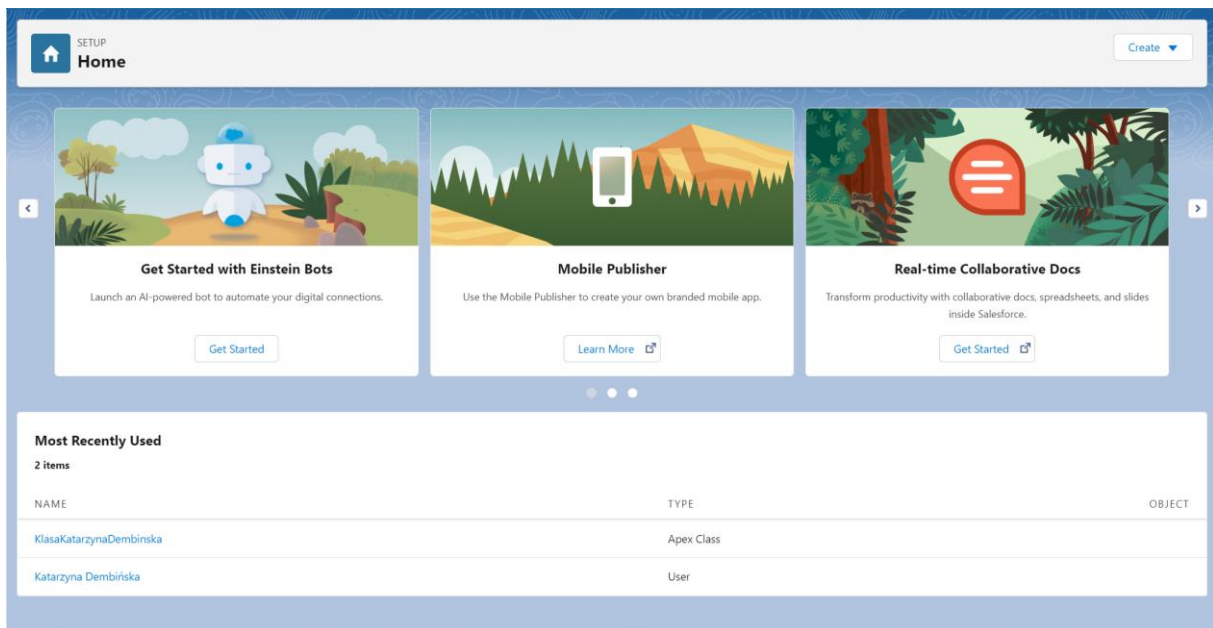 SETUP
Home
Create
Get Started with Einstein Bots
Launch an AI-powered bot to automate your digital connections.
Get Started
Mobile Publisher
Use the Mobile Publisher to create your own branded mobile app.
Learn More
Real-time Collaborative Docs
Transform productivity with collaborative docs, spreadsheets, and slides
inside Salesforce.
Get Started
Most Recently Used
2 items
NAME TYPE OBJECT
KlasaKatarzynaDembinska Apex Class
Katarzyna Dembińska User